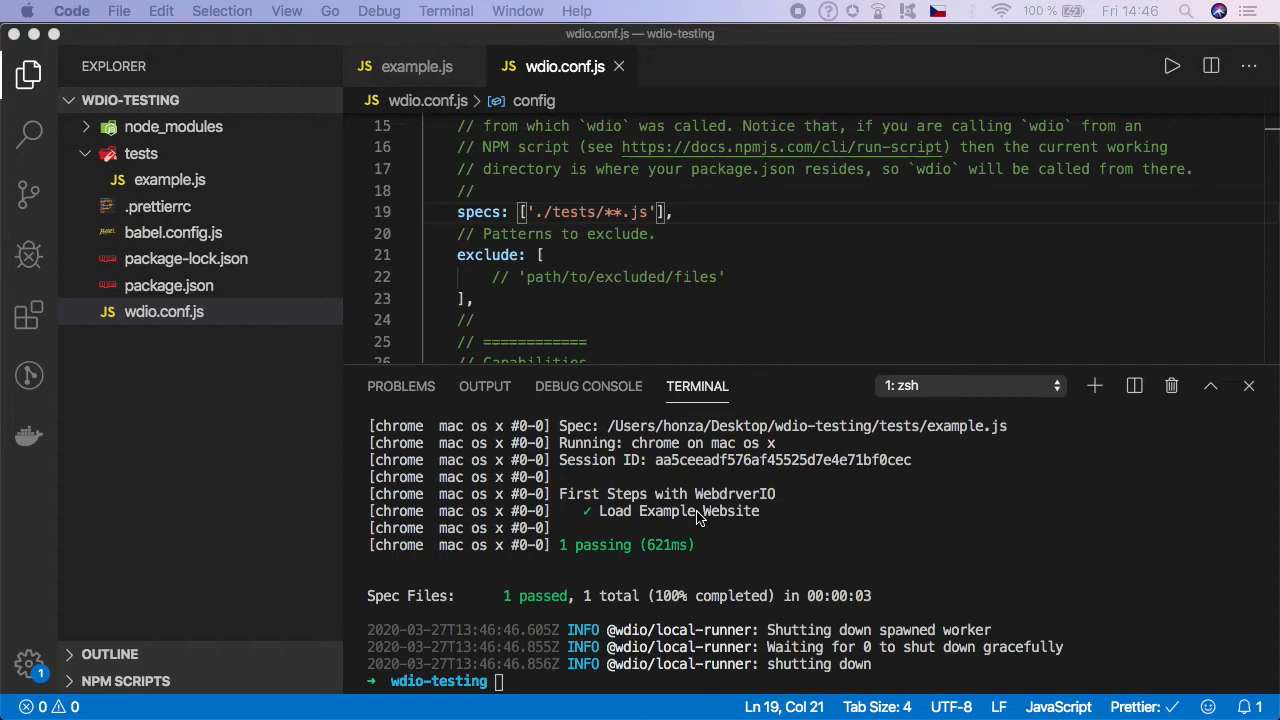 Code File Edit Selection View Go Debug Terminal Window Help 100 % Fri 14:46
wdio.conf.js — wdio-testing
EXPLORER
WDIO-TESTING
node_modules
tests
JS example.js
.prettierrc
BABEL babel.config.js
package-lock.json
package.json
JS wdio.conf.js
OUTLINE
NPM SCRIPTS
1
JS example.js JS wdio.conf.js
JS wdio.conf.js > config
15 // from which `wdio` was called. Notice that, if you are calling `wdio` from an
16 // NPM script (see https://docs.npmjs.com/cli/run-script) then the current working
17 // directory is where your package.json resides, so `wdio` will be called from there.
18 //
19 specs: ['./tests/**.js'],
20 // Patterns to exclude.
21 exclude: [
22 // 'path/to/excluded/files'
23 ],
24 //
25 // ============
26 // Capabilities
PROBLEMS OUTPUT DEBUG CONSOLE TERMINAL 1: zsh
[chrome  mac os x #0-0] Spec: /Users/honza/Desktop/wdio-testing/tests/example.js
[chrome  mac os x #0-0] Running: chrome on mac os x
[chrome  mac os x #0-0] Session ID: aa5ceeadf576af45525d7e4e71bf0cec
[chrome  mac os x #0-0]
[chrome  mac os x #0-0] First Steps with WebdrverIO
[chrome  mac os x #0-0]    ✓ Load Example Website
[chrome  mac os x #0-0]
[chrome  mac os x #0-0] 1 passing (621ms)
Spec Files:      1 passed, 1 total (100% completed) in 00:00:03
2020-03-27T13:46:46.605Z INFO @wdio/local-runner: Shutting down spawned worker
2020-03-27T13:46:46.855Z INFO @wdio/local-runner: Waiting for 0 to shut down gracefully
2020-03-27T13:46:46.856Z INFO @wdio/local-runner: shutting down
➜ wdio-testing
0 0 Ln 19, Col 21 Tab Size: 4 UTF-8 LF JavaScript Prettier: ✓ 1